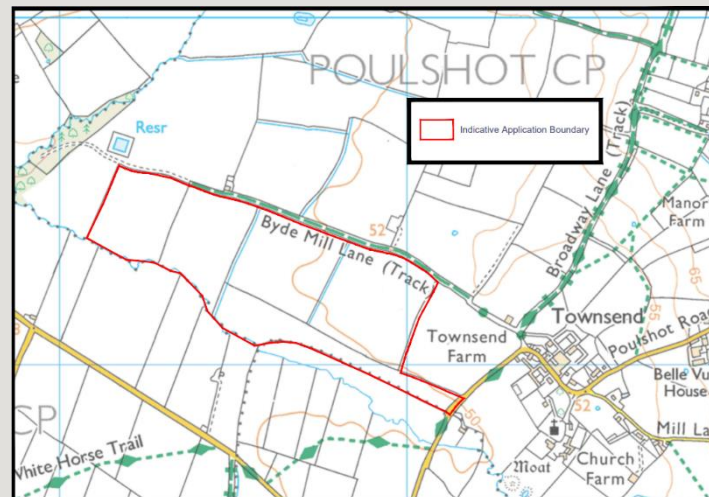 POULSHOT CP
Indicative Application Boundary
Resr
Byde Mill Lane (Track)
52
Broadway Lane (Track)
Manor
Farm
65
55
Townsend
Townsend
Farm
Poulshot Road
Belle Vu
House
50
52
CP
Mill La
White Horse Trail
Moat
Church
Farm